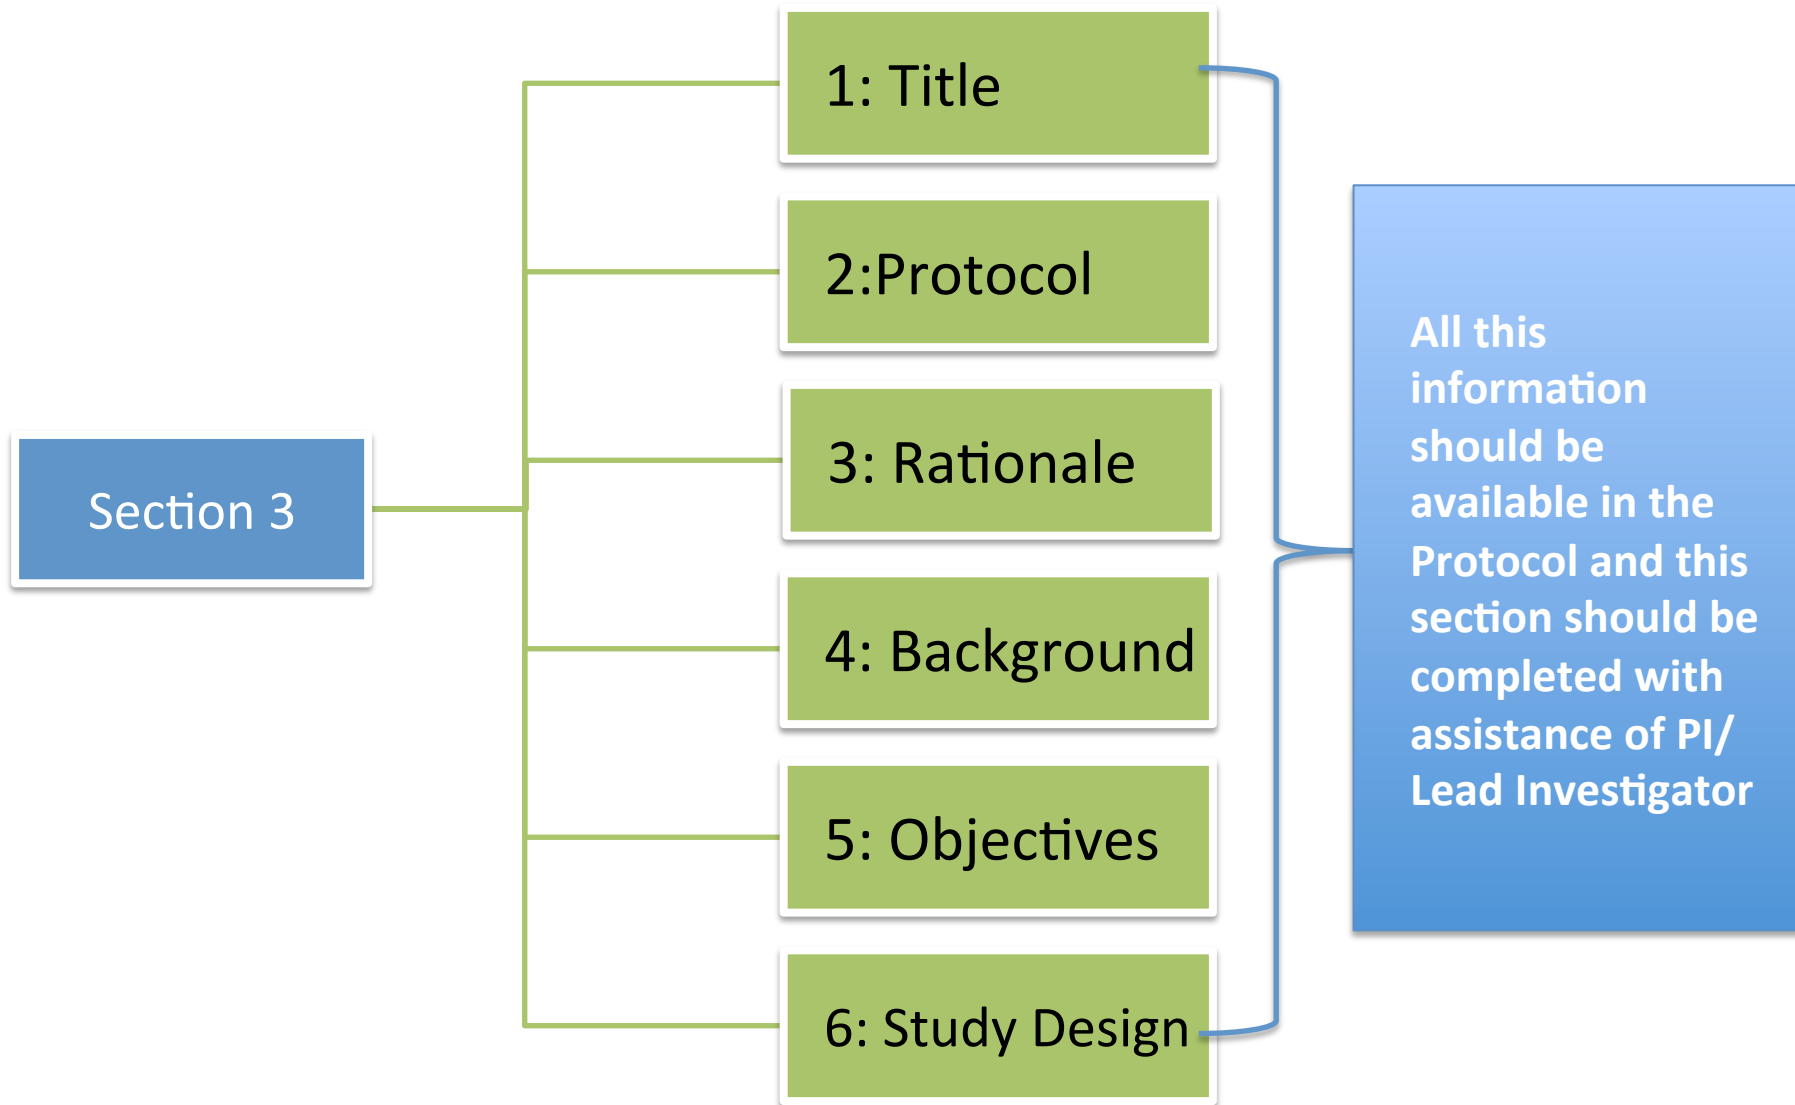 Section 3
1: Title
2:Protocol
3: Rationale
4: Background
5: Objectives
6: Study Design
All this
information
should be
available in the
Protocol and this
section should be
completed with
assistance of PI/
Lead Investigator